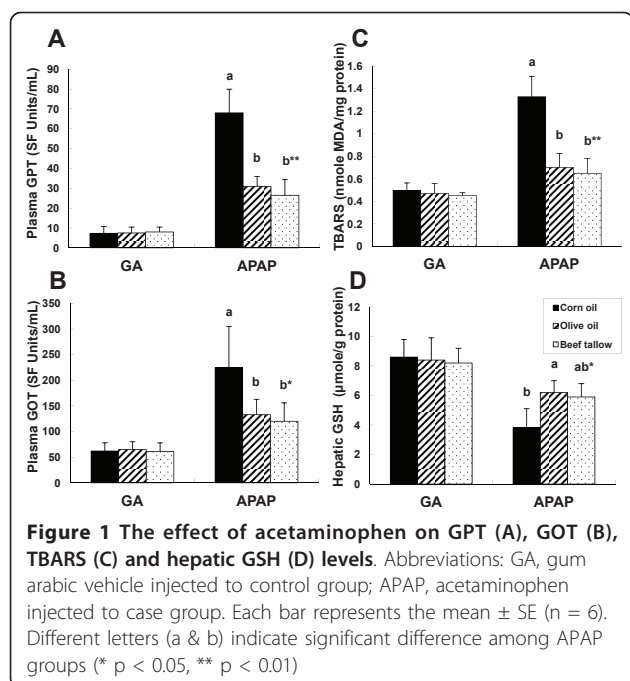 A
Plasma GPT (SF Units/mL)
80
70
60
50
40
30
20
10
0
a
b
b**
GA
APAP
C
TBARS (nmole MDA/mg protein)
1.6
1.4
1.2
1
0.8
0.6
0.4
0.2
0
a
b
b**
GA
APAP
B
Plasma GOT (SF Units/mL)
350
300
250
200
150
100
50
0
a
b
b*
GA
APAP
D
Hepatic GSH (μmole/g protein)
12
10
8
6
4
2
0
b
a
ab*
GA
APAP
Corn oil
Olive oil
Beef tallow
Figure 1 The effect of acetaminophen on GPT (A), GOT (B),
TBARS (C) and hepatic GSH (D) levels. Abbreviations: GA, gum
arabic vehicle injected to control group; APAP, acetaminophen
injected to case group. Each bar represents the mean ± SE (n = 6).
Different letters (a & b) indicate significant difference among APAP
groups (* p < 0.05, ** p < 0.01)